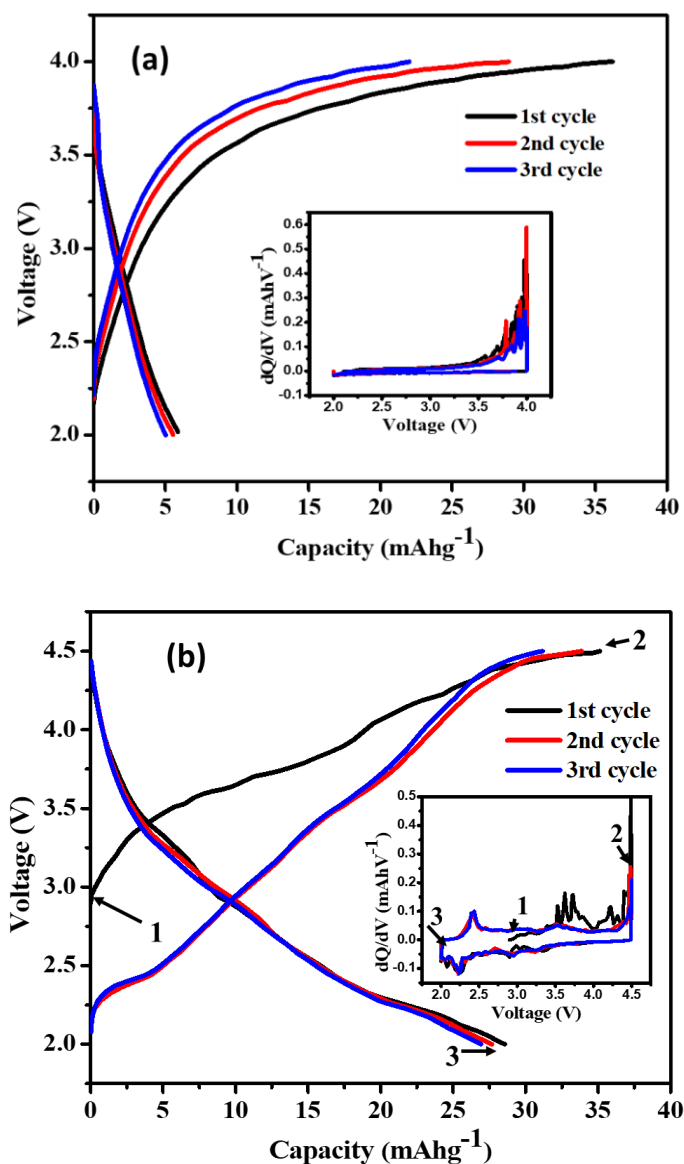 (a)
4.0
3.5
3.0
2.5
2.0
Voltage (V)
1st cycle
2nd cycle
3rd cycle
0.6
0.5
0.4
0.3
0.2
0.1
0.0
-0.1
dQ/dV (mAhV⁻¹)
2.0 2.5 3.0 3.5 4.0
Voltage (V)
0 5 10 15 20 25 30 35 40
Capacity (mAhg⁻¹)
(b)
4.5
4.0
3.5
3.0
2.5
2.0
Voltage (V)
1
2
3
1st cycle
2nd cycle
3rd cycle
0.5
0.4
0.3
0.2
0.1
0.0
-0.1
dQ/dV (mAhV⁻¹)
3
1
2
2.0 2.5 3.0 3.5 4.0 4.5
Voltage (V)
0 5 10 15 20 25 30 35 40
Capacity (mAhg⁻¹)